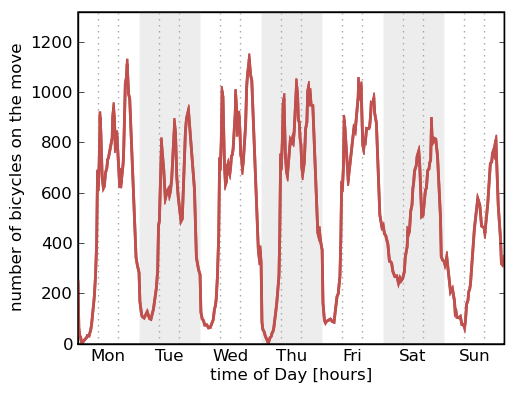 number of bicycles on the move
1200
1000
800
600
400
200
0
Mon Tue Wed Thu Fri Sat Sun
time of Day [hours]